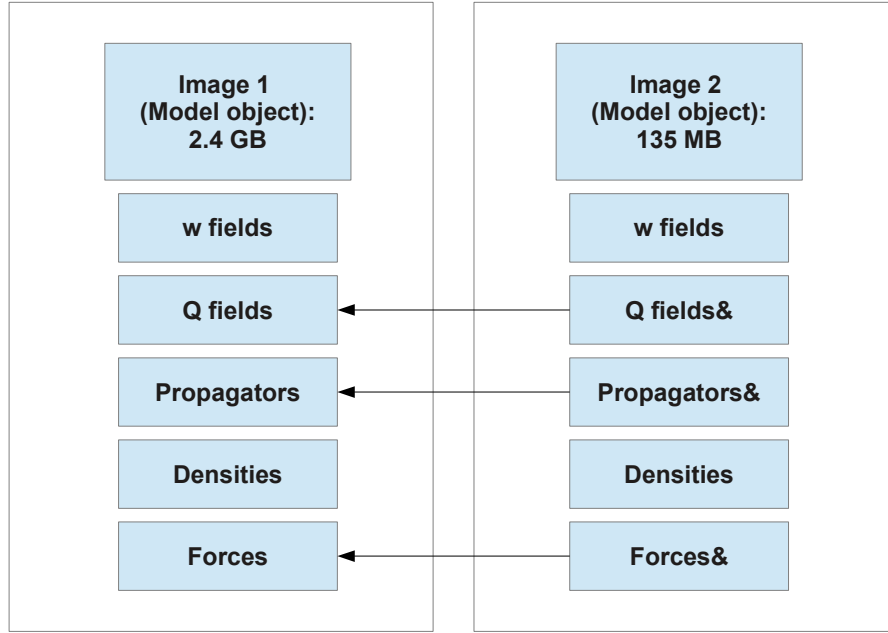 Image 1
(Model object):
2.4 GB
w fields
Q fields
Propagators
Densities
Forces
Image 2
(Model object):
135 MB
w fields
Q fields&
Propagators&
Densities
Forces&